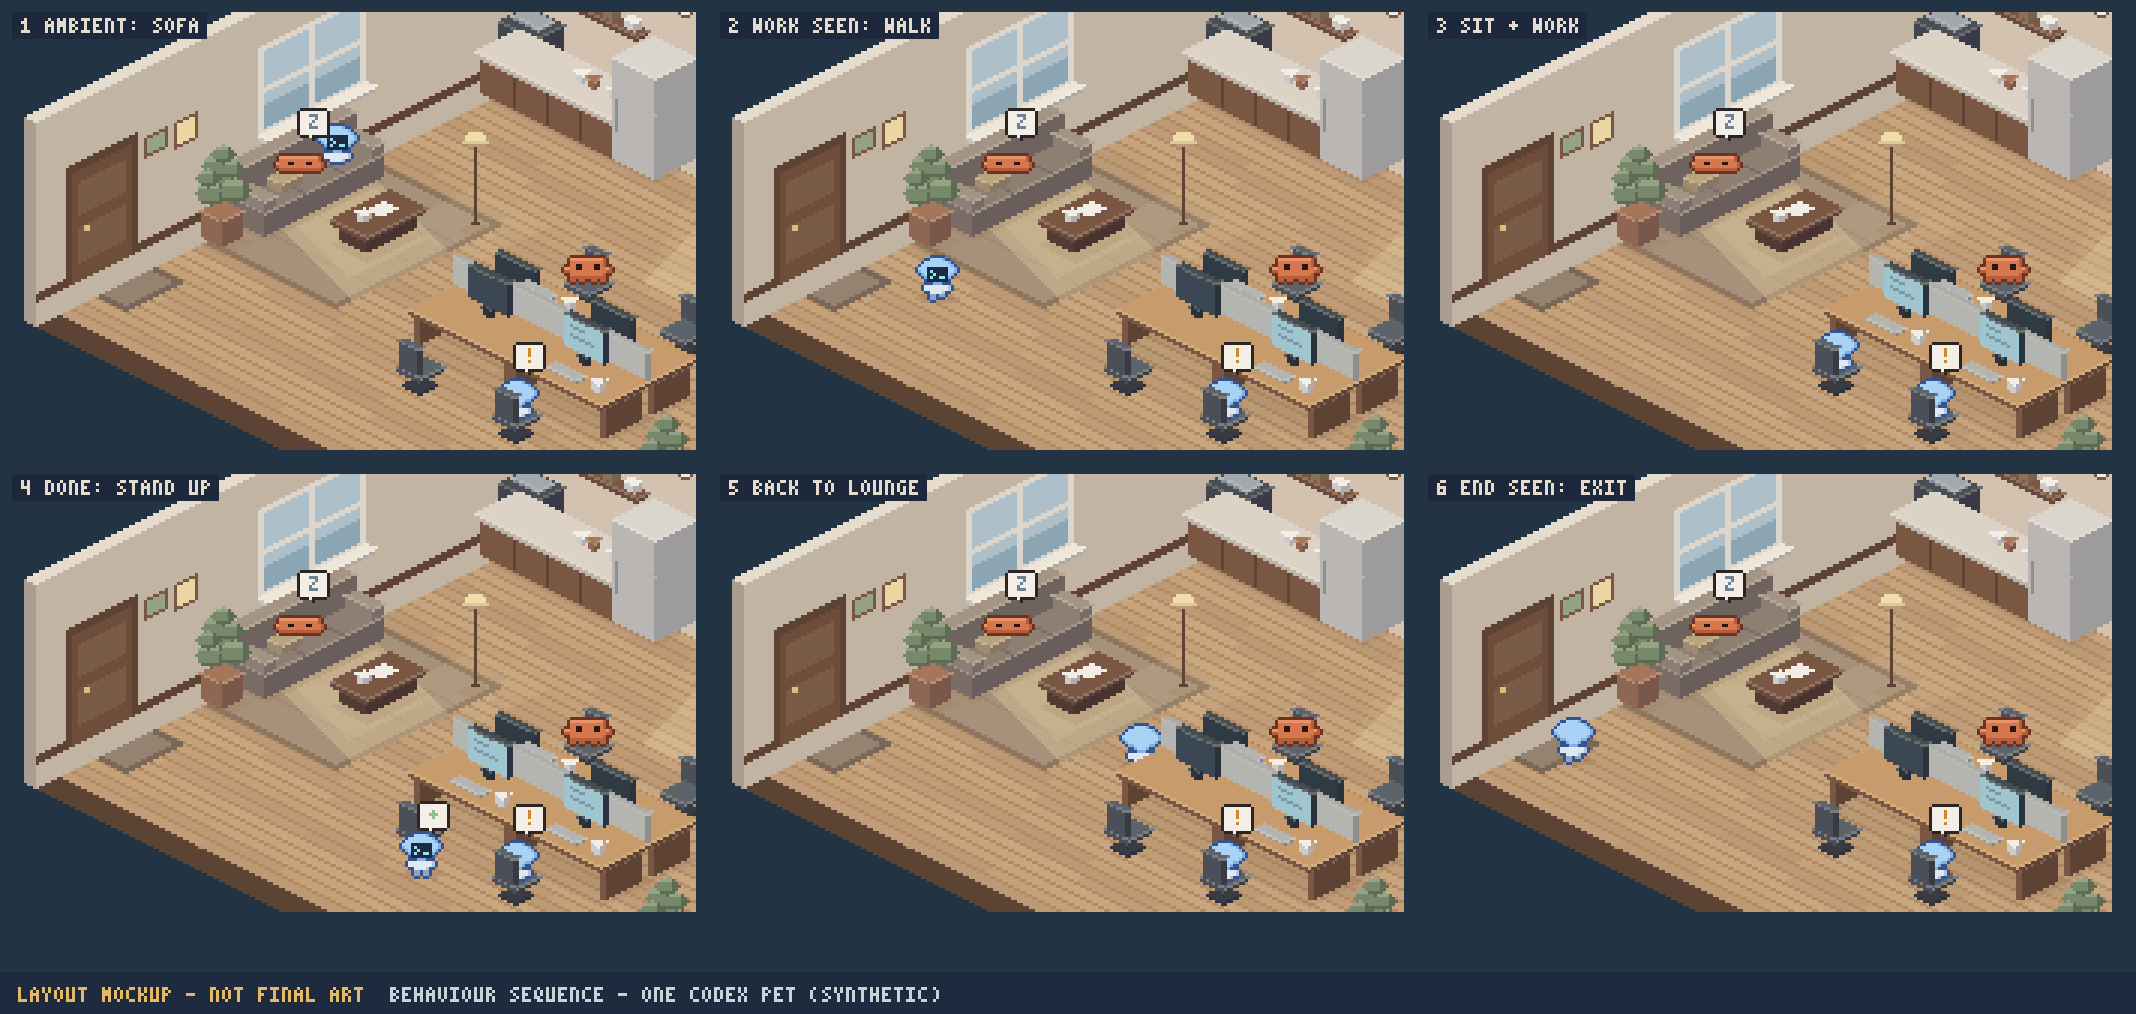 1 AMBIENT: SOFA
2 WORK SEEN: WALK
3 SIT + WORK
Z
Z
Z
!
!
!
4 DONE: STAND UP
5 BACK TO LOUNGE
6 END SEEN: EXIT
Z
Z
Z
+
!
!
!
LAYOUT MOCKUP - NOT FINAL ART BEHAVIOUR SEQUENCE - ONE CODEX PET (SYNTHETIC)